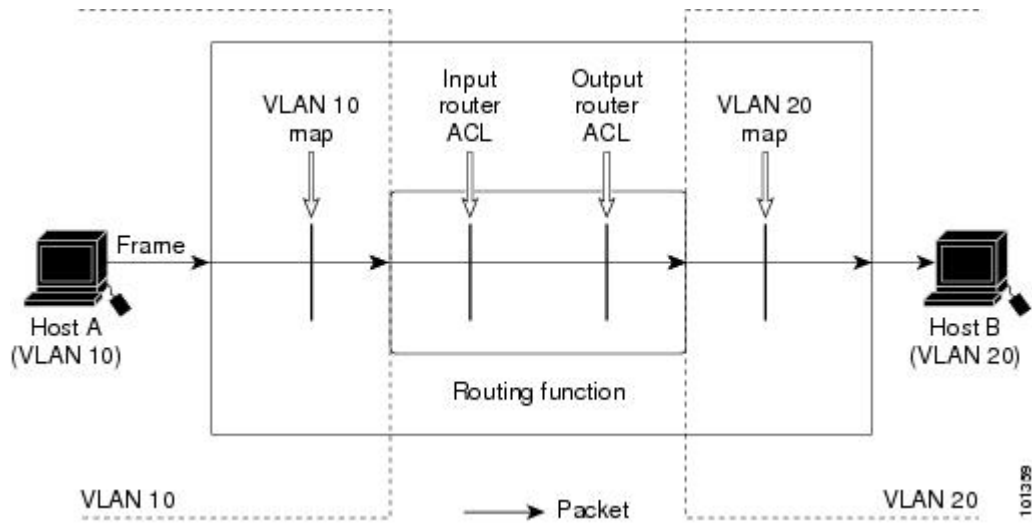 VLAN 10
map
Input
router
ACL
Output
router
ACL
VLAN 20
map
Frame
Host A
(VLAN 10)
Host B
(VLAN 20)
Routing function
VLAN 10
Packet
VLAN 20
101359